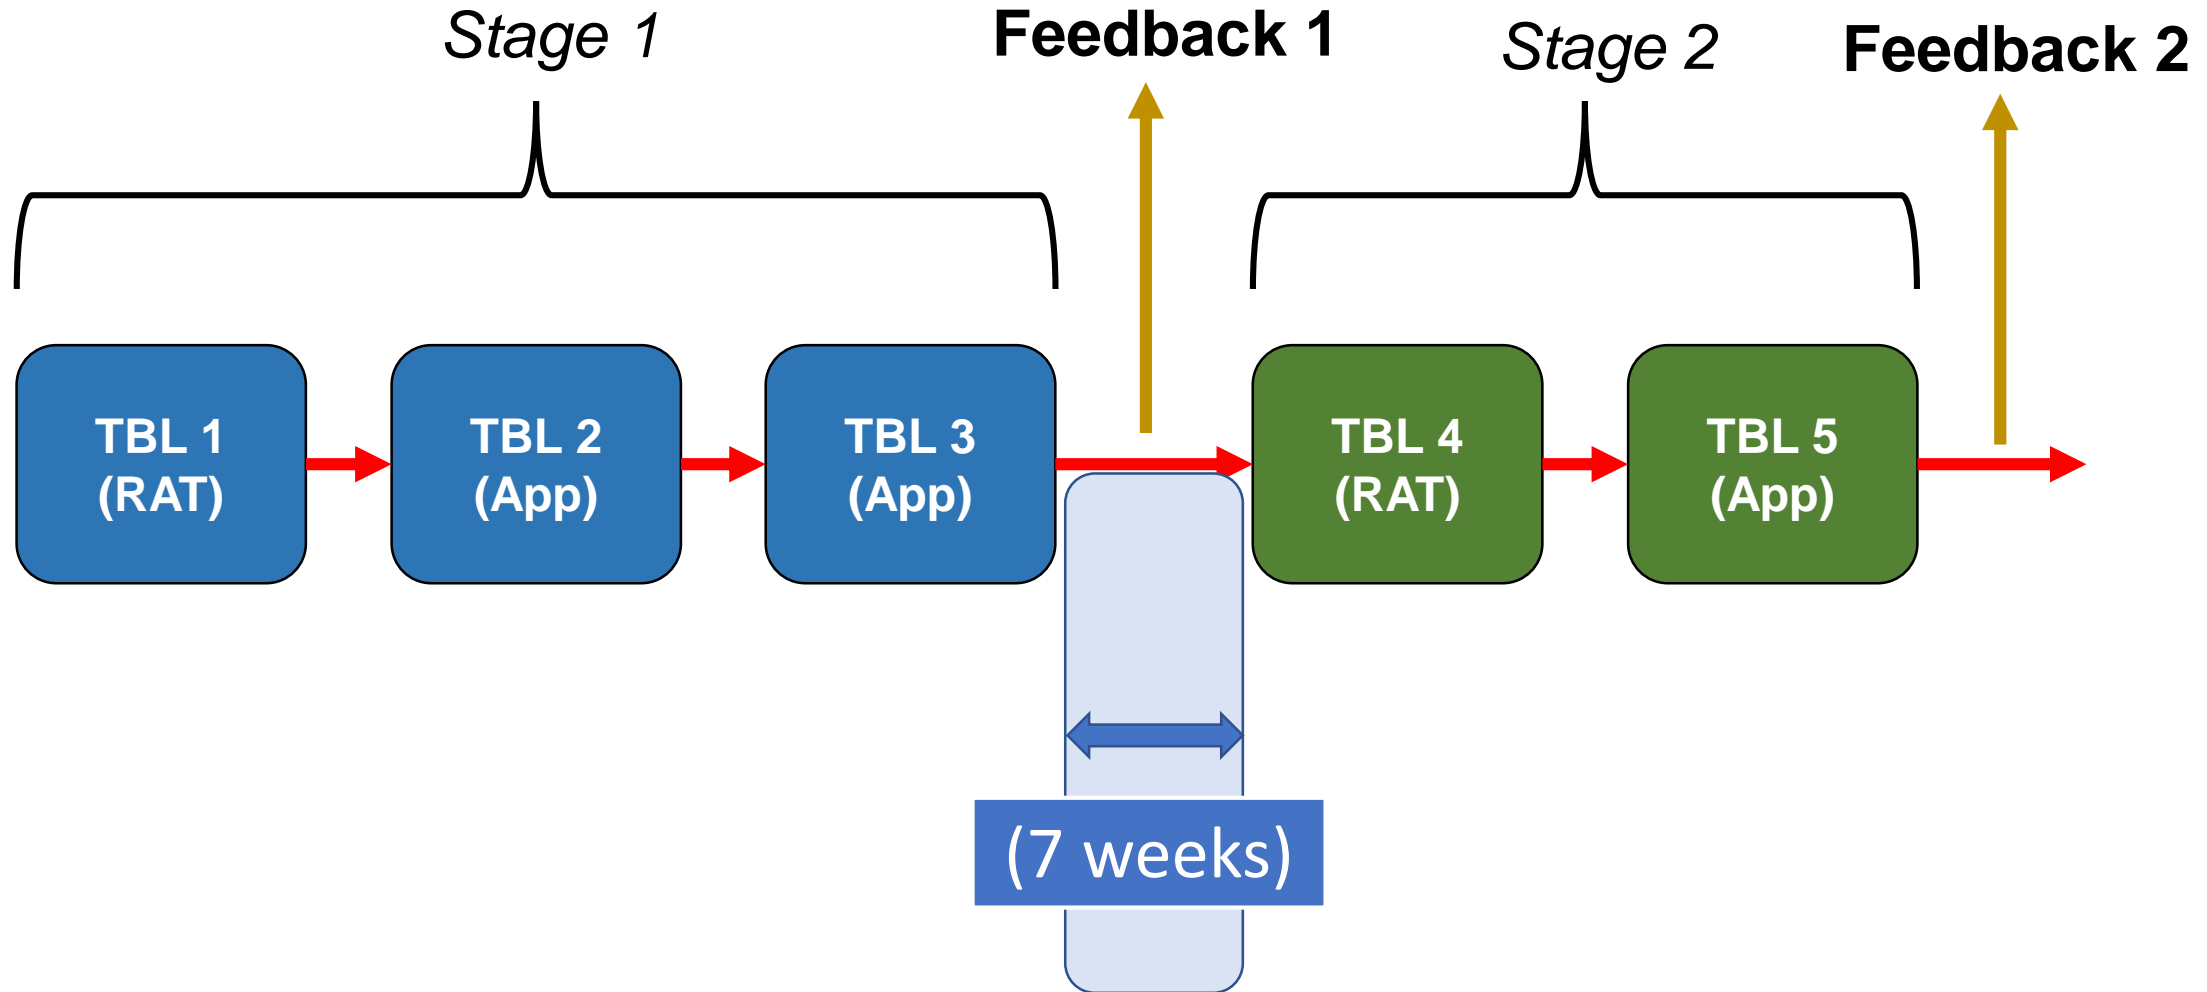 Stage 1
Feedback 1
Stage 2
Feedback 2
TBL 1
(RAT)
TBL 2
(App)
TBL 3
(App)
TBL 4
(RAT)
TBL 5
(App)
(7 weeks)